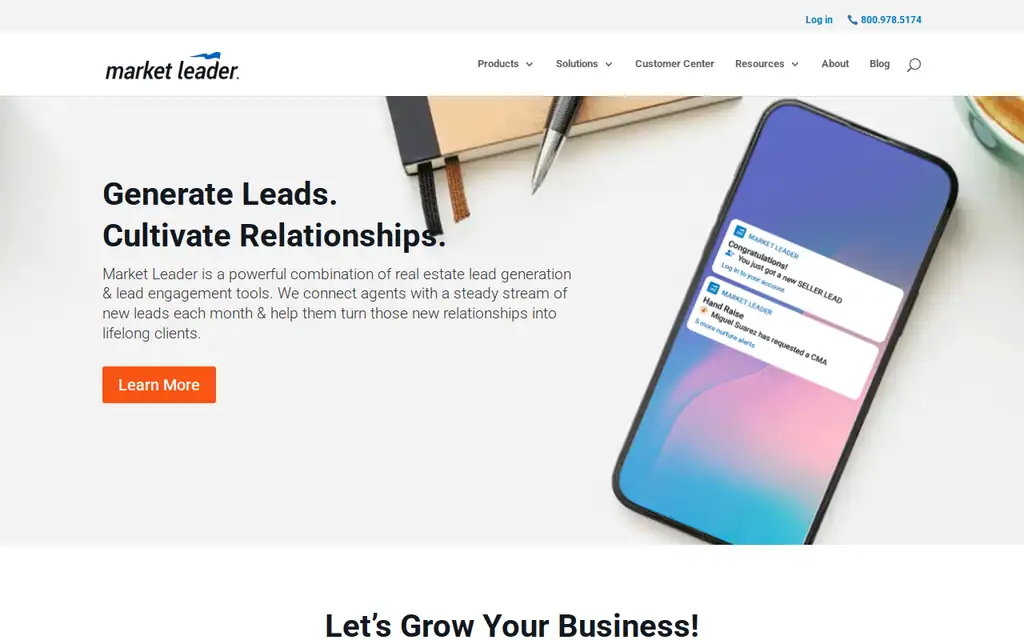 Log in
800.978.5174
market leader
Products
Solutions
Customer Center
Resources
About
Blog
Generate Leads.
Cultivate Relationships.
Market Leader is a powerful combination of real estate lead generation
& lead engagement tools. We connect agents with a steady stream of
new leads each month & help them turn those new relationships into
lifelong clients.
Learn More
MARKET LEADER
Congratulations!
You just got a new SELLER LEAD
Log in to your account
MARKET LEADER
Hand Raise
Miguel Suarez has requested a CMA
5 more nurture alerts
Let’s Grow Your Business!